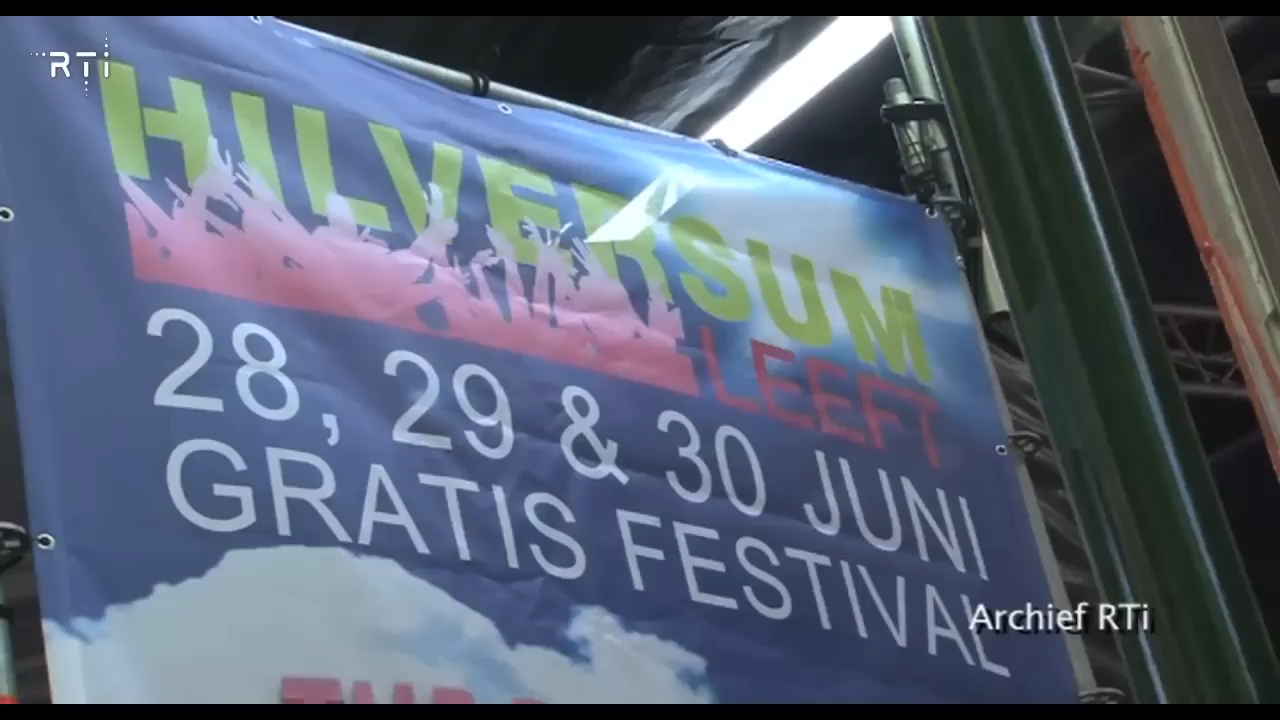 RTi
HILVERSUM
LEEFT
28, 29 & 30 JUNI
GRATIS FESTIVAL
Archief RTi